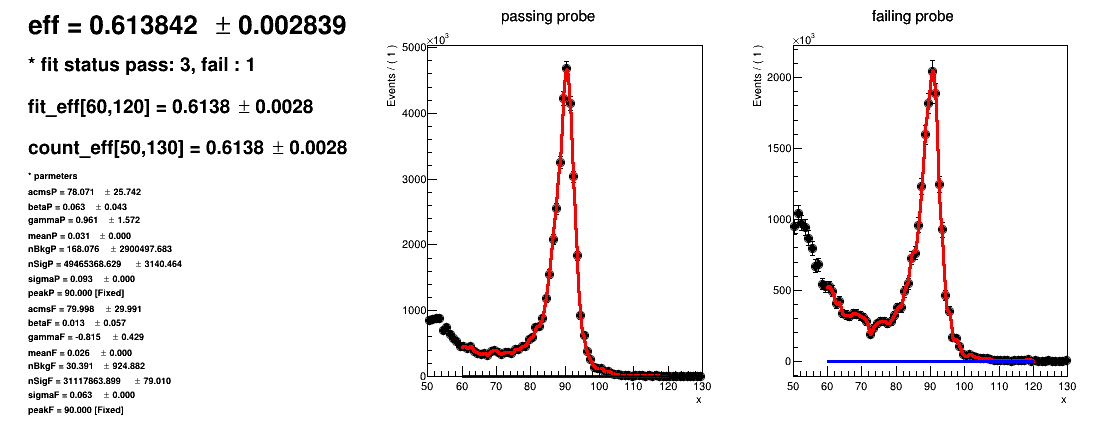 eff = 0.613842 ± 0.002839
* fit status pass: 3, fail : 1
fit_eff[60,120] = 0.6138 ± 0.0028
count_eff[50,130] = 0.6138 ± 0.0028
* parmeters
acmsP = 78.071 ± 25.742
betaP = 0.063 ± 0.043
gammaP = 0.961 ± 1.572
meanP = 0.031 ± 0.000
nBkgP = 168.076 ± 2900497.683
nSigP = 49465368.629 ± 3140.464
sigmaP = 0.093 ± 0.000
peakP = 90.000 [Fixed]
acmsF = 79.998 ± 29.991
betaF = 0.013 ± 0.057
gammaF = -0.815 ± 0.429
meanF = 0.026 ± 0.000
nBkgF = 30.391 ± 924.882
nSigF = 31117863.899 ± 79.010
sigmaF = 0.063 ± 0.000
peakF = 90.000 [Fixed]
passing probe
×10³
Events / ( 1 )
5000
4000
3000
2000
1000
0
50 60 70 80 90 100 110 120 130
x
failing probe
×10³
Events / ( 1 )
2000
1500
1000
500
0
50 60 70 80 90 100 110 120 130
x